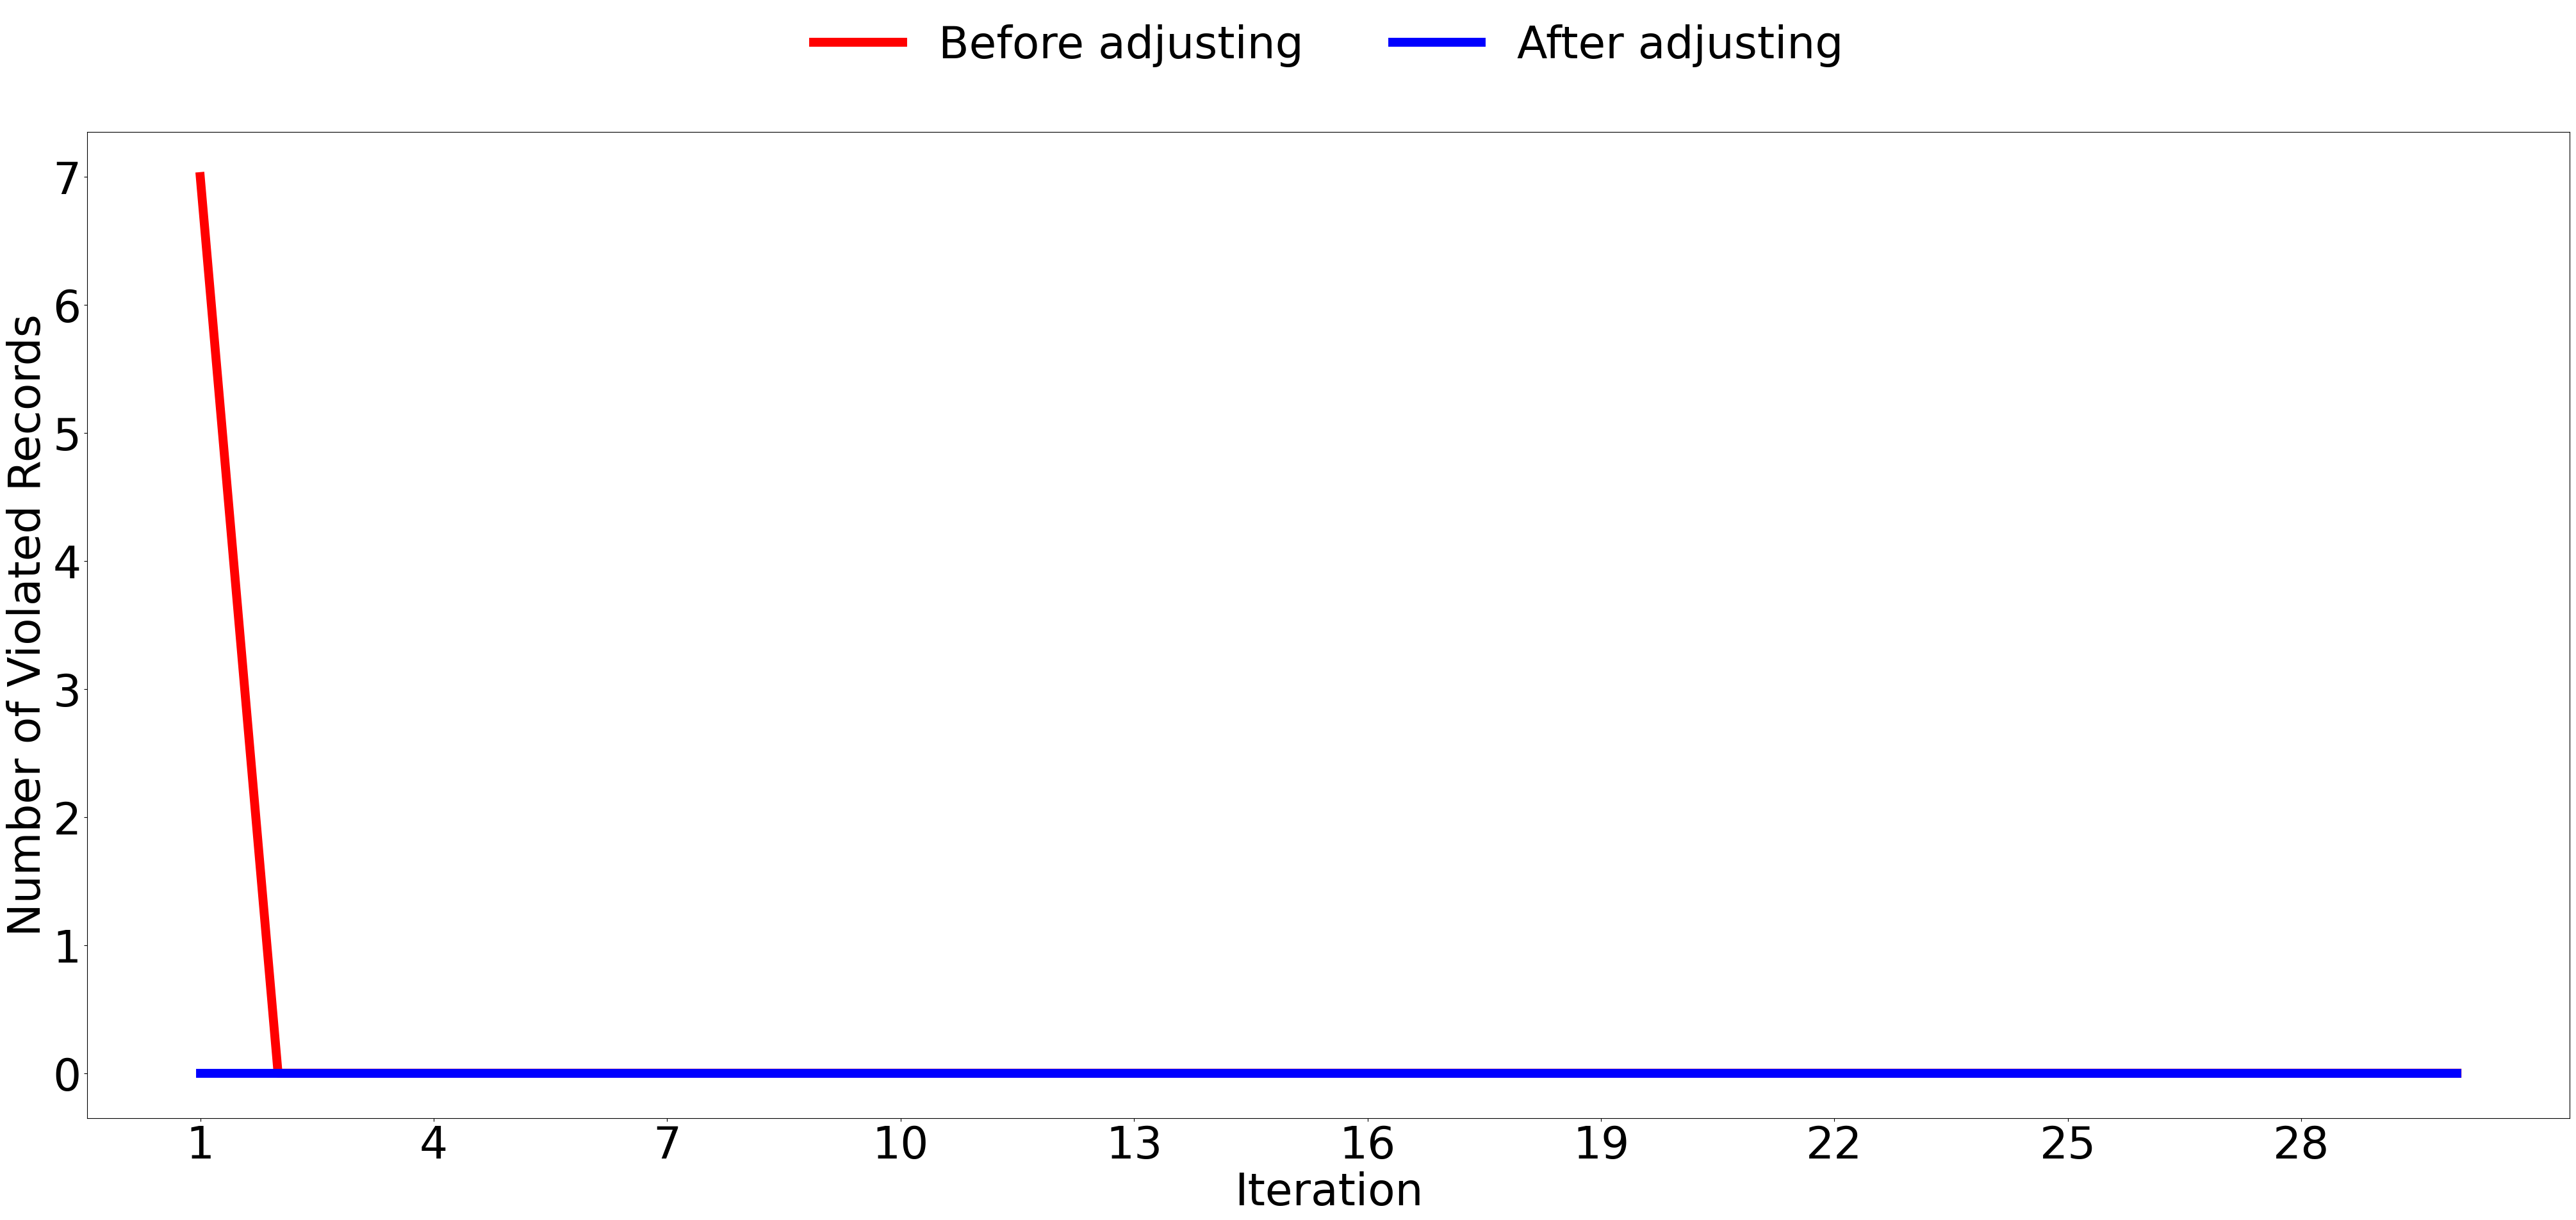 Before adjusting
After adjusting
Number of Violated Records
7
6
5
4
3
2
1
0
1 4 7 10 13 16 19 22 25 28
Iteration